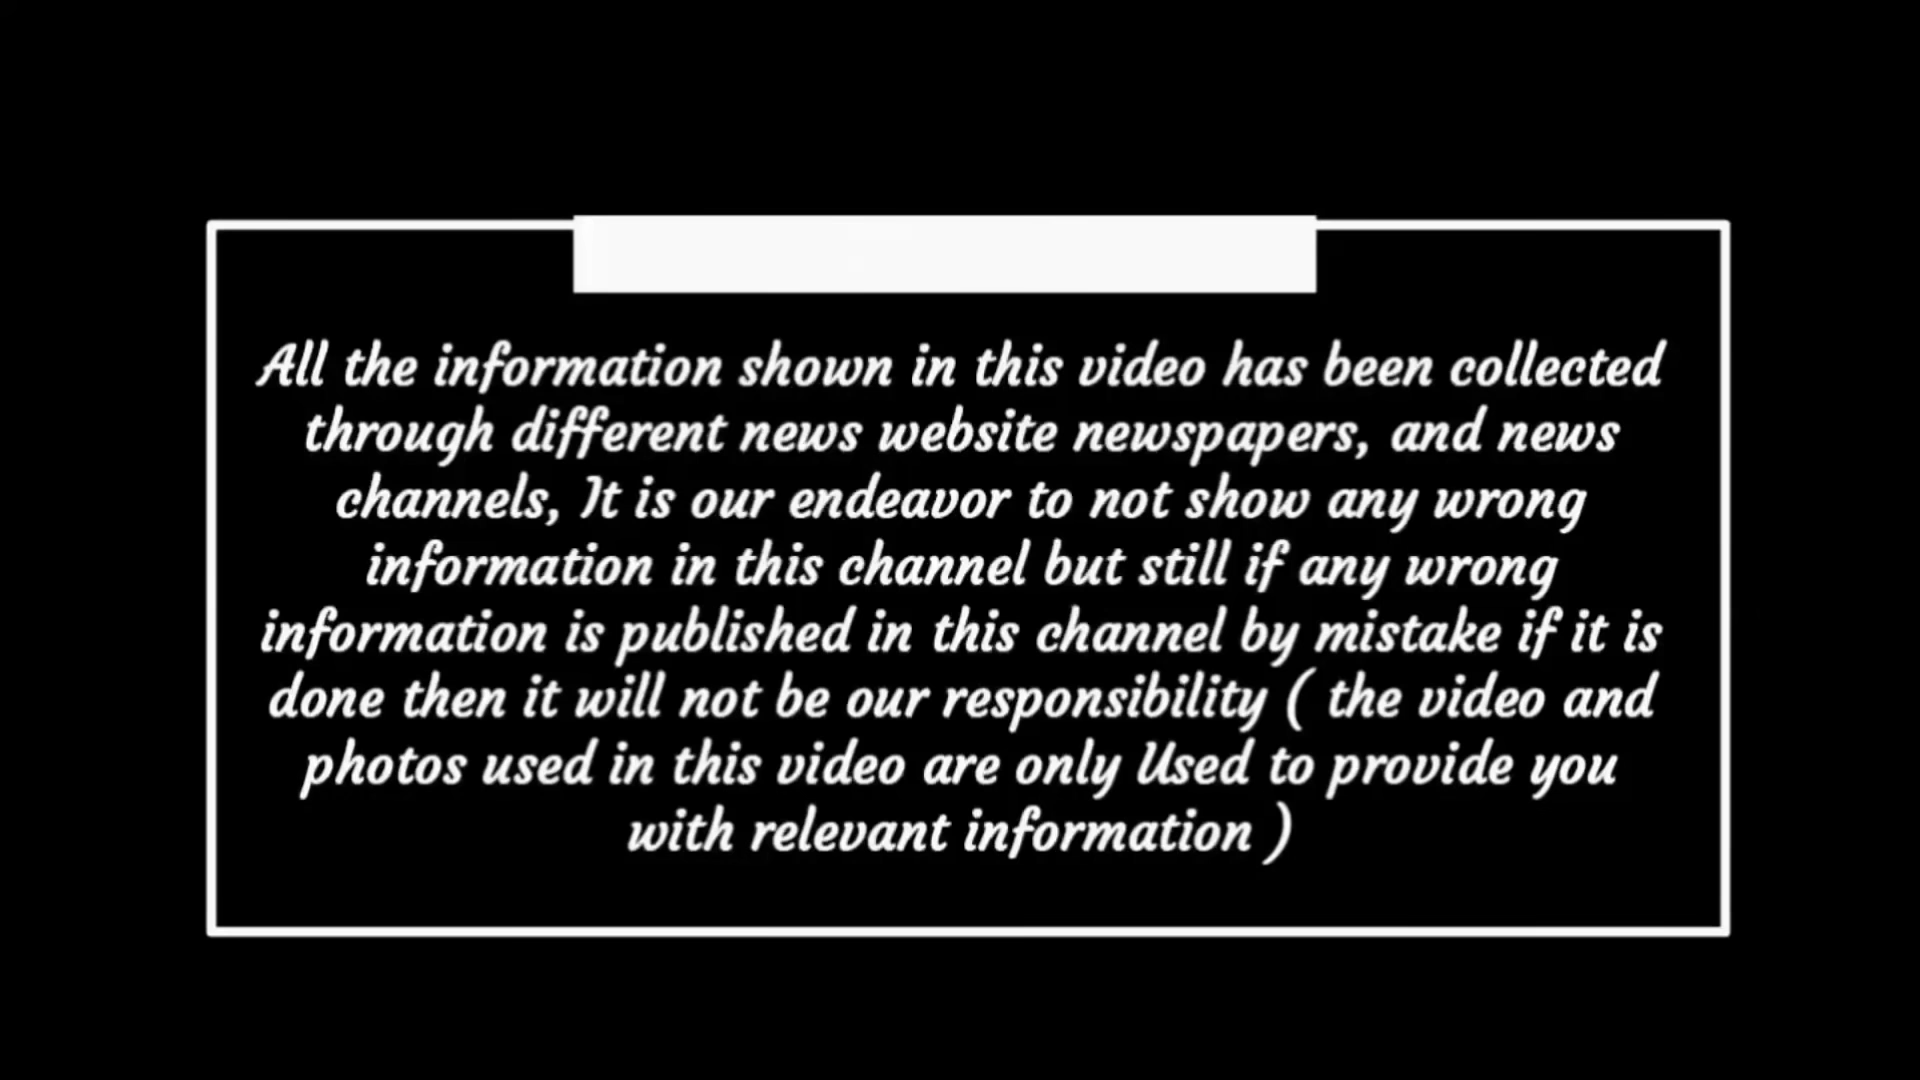 All the information shown in this video has been collected
through different news website newspapers, and news
channels, It is our endeavor to not show any wrong
information in this channel but still if any wrong
information is published in this channel by mistake if it is
done then it will not be our responsibility ( the video and
photos used in this video are only Used to provide you
with relevant information )